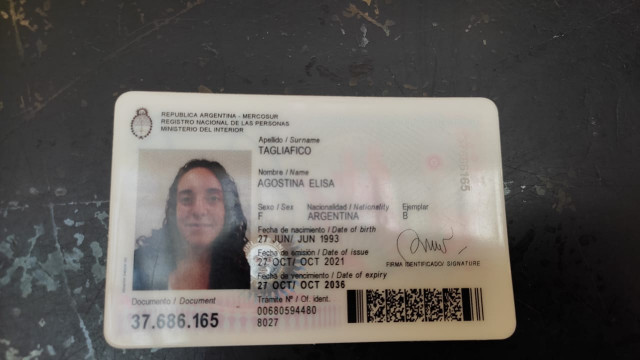 REPUBLICA ARGENTINA - MERCOSUR
REGISTRO NACIONAL DE LAS PERSONAS
MINISTERIO DEL INTERIOR
Apellido / Surname
TAGLIAFICO
Nombre / Name
AGOSTINA ELISA
Sexo / Sex Nacionalidad / Nationality Ejemplar
F ARGENTINA B
Fecha de nacimiento / Date of birth
27 JUN/ JUN 1993
Fecha de emisión / Date of issue
27 OCT/ OCT 2021
Fecha de vencimiento / Date of expiry
27 OCT/ OCT 2036
FIRMA IDENTIFICADO/ SIGNATURE
Documento / Document
37.686.165
Trámite Nº / Of. ident.
00680594480
8027